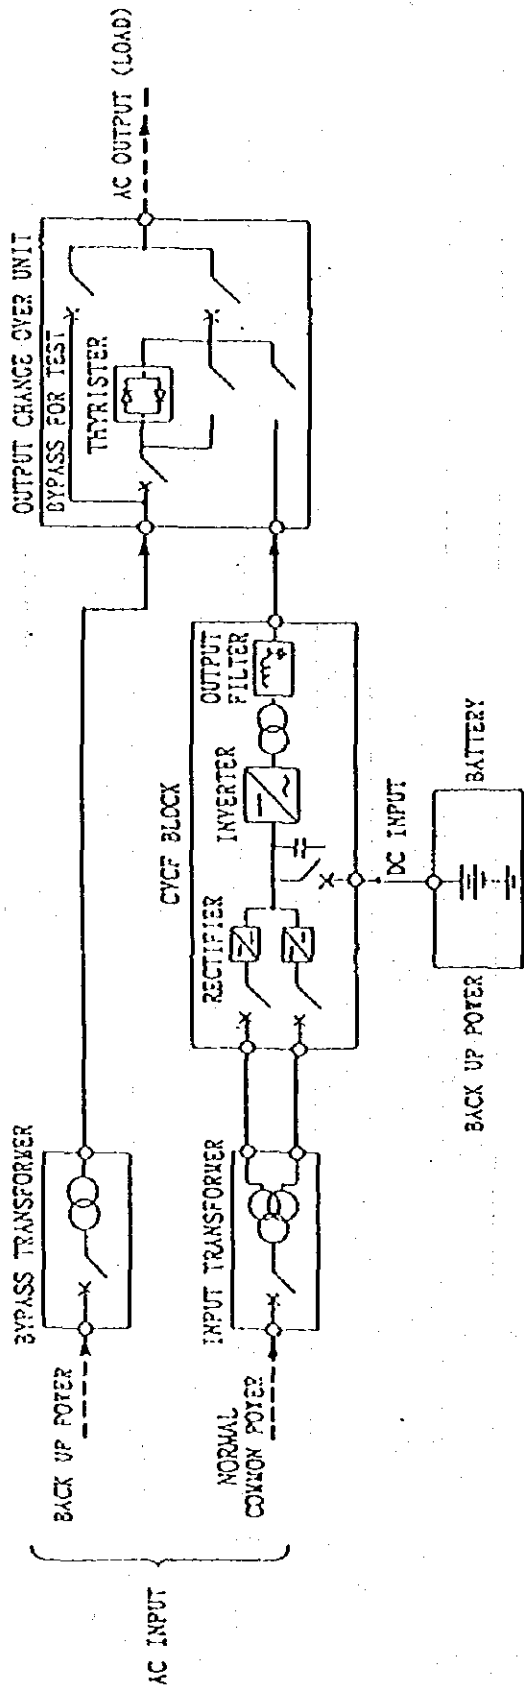 AC INPUT
BACK UP POWER
NORMAL
COMMON POWER
BYPASS TRANSFORMER
INPUT TRANSFORMER
CVCF BLOCK
RECTIFIER
INVERTER
OUTPUT
FILTER
DC INPUT
BACK UP POWER
BATTERY
OUTPUT CHANGE OVER UNIT
BYPASS FOR TEST
THYRISTER
AC OUTPUT (LOAD)